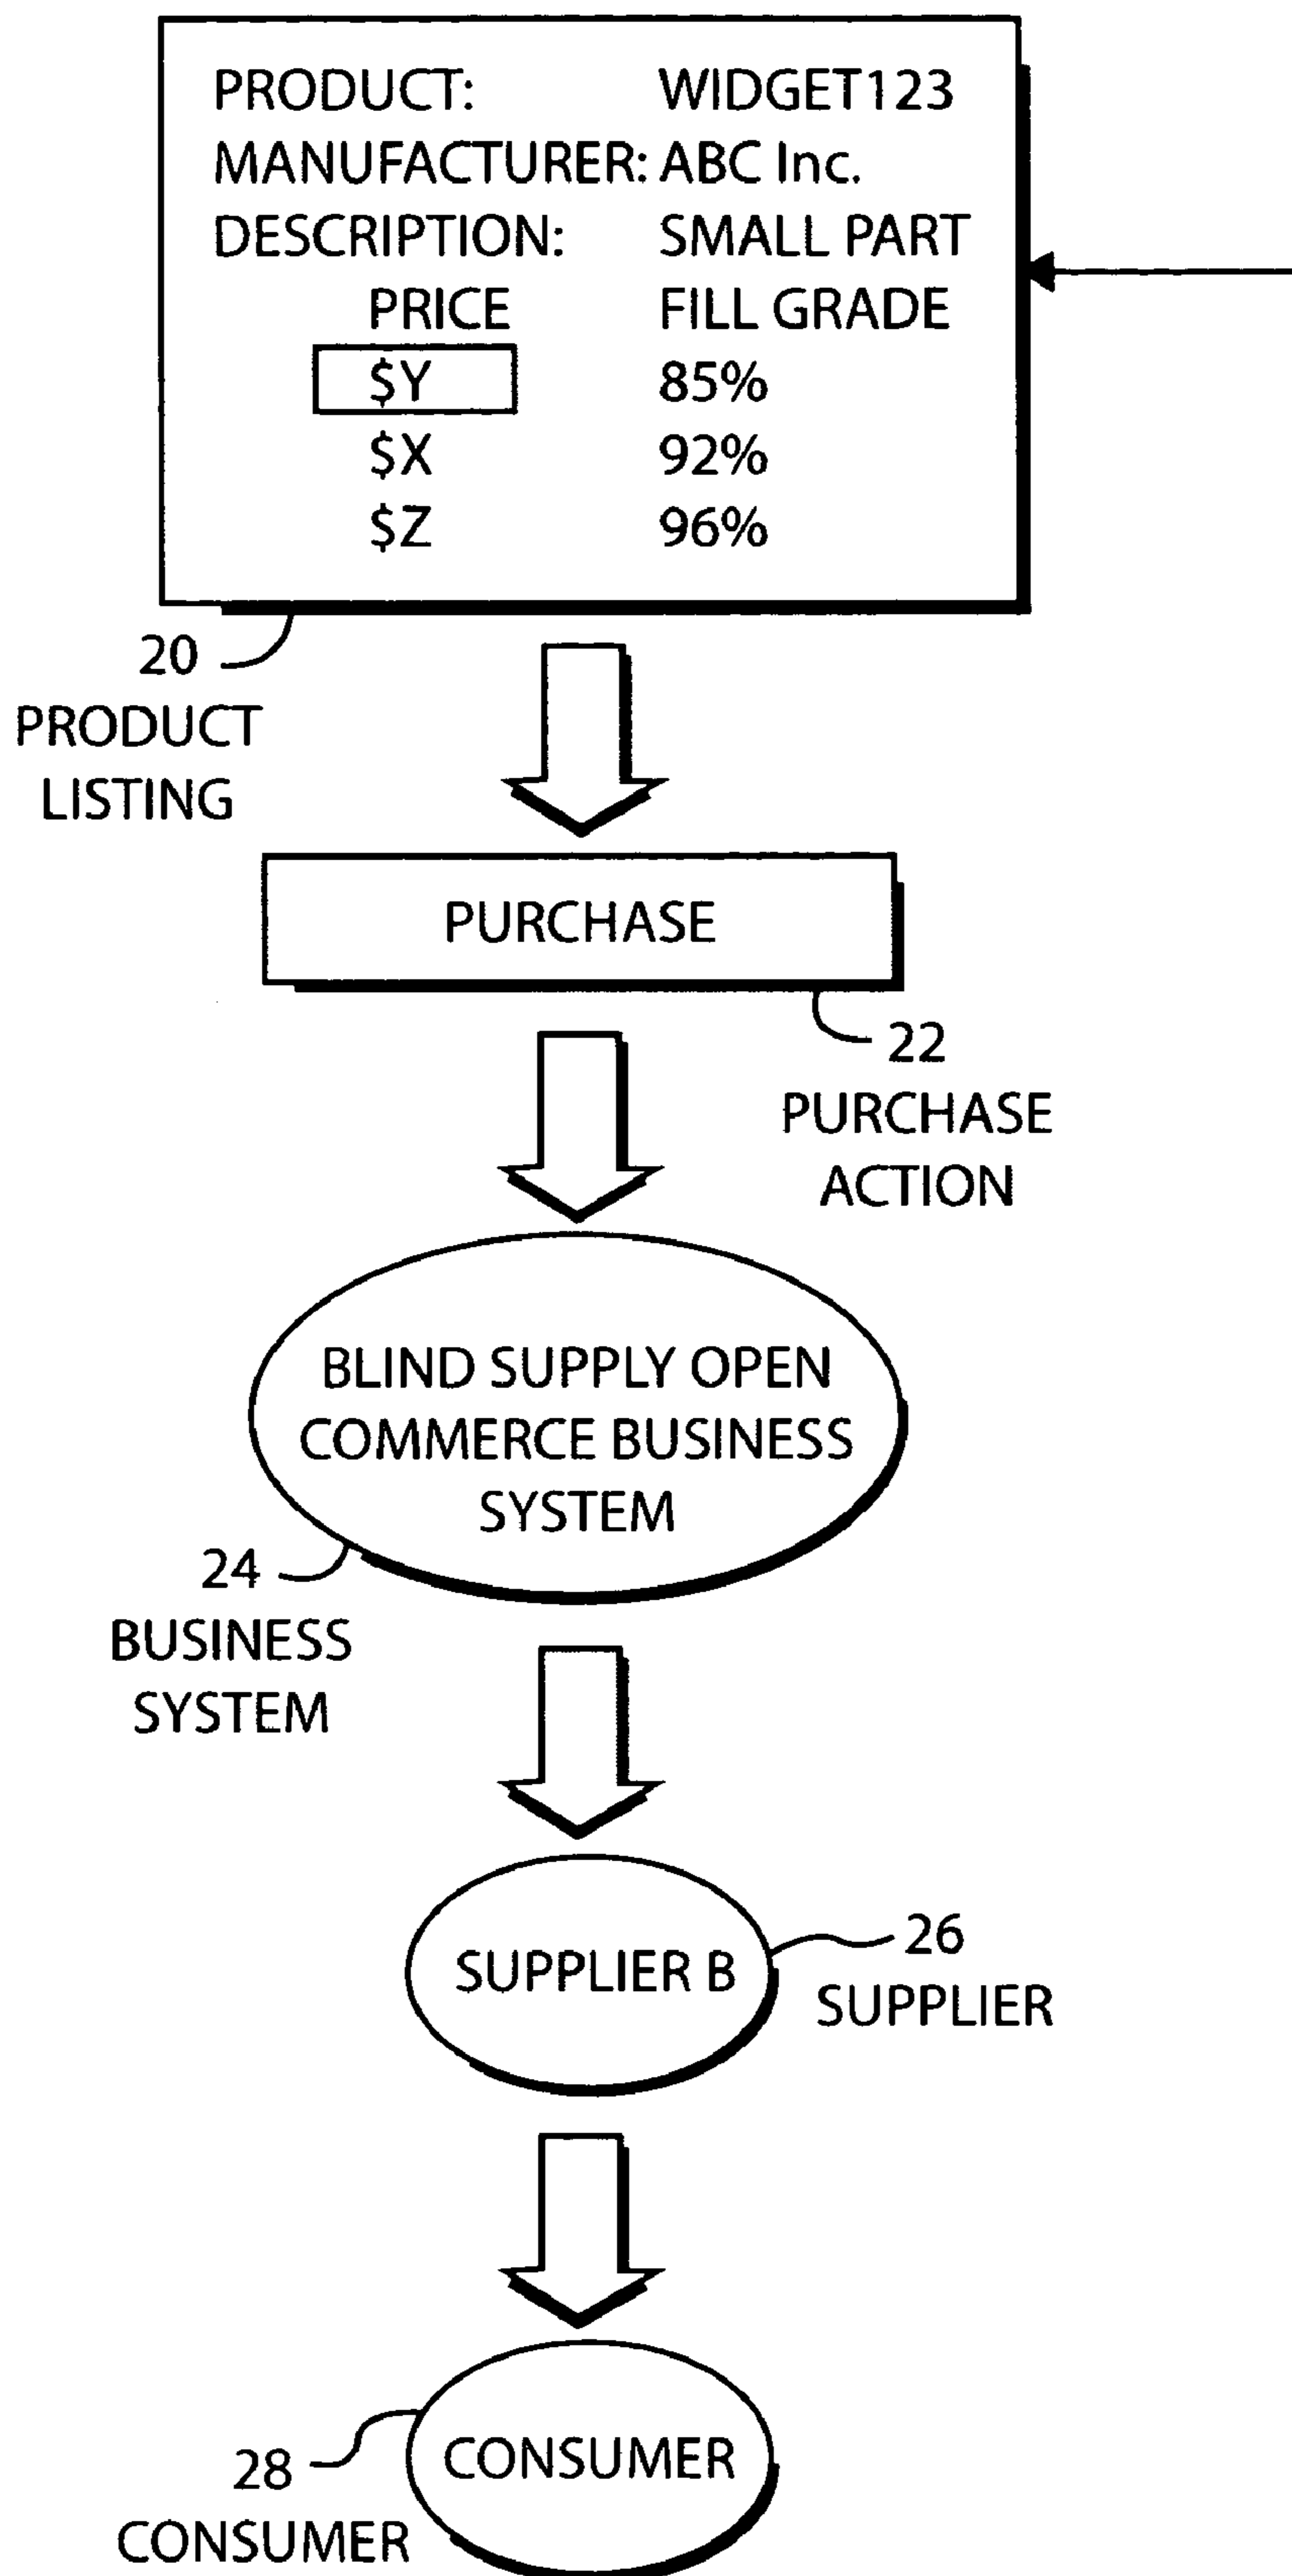 PRODUCT: WIDGET123
MANUFACTURER: ABC Inc.
DESCRIPTION: SMALL PART
PRICE FILL GRADE
$Y 85%
$X 92%
$Z 96%
20
PRODUCT
LISTING
PURCHASE
22
PURCHASE
ACTION
BLIND SUPPLY OPEN
COMMERCE BUSINESS
SYSTEM
24
BUSINESS
SYSTEM
SUPPLIER B
26
SUPPLIER
CONSUMER
28
CONSUMER